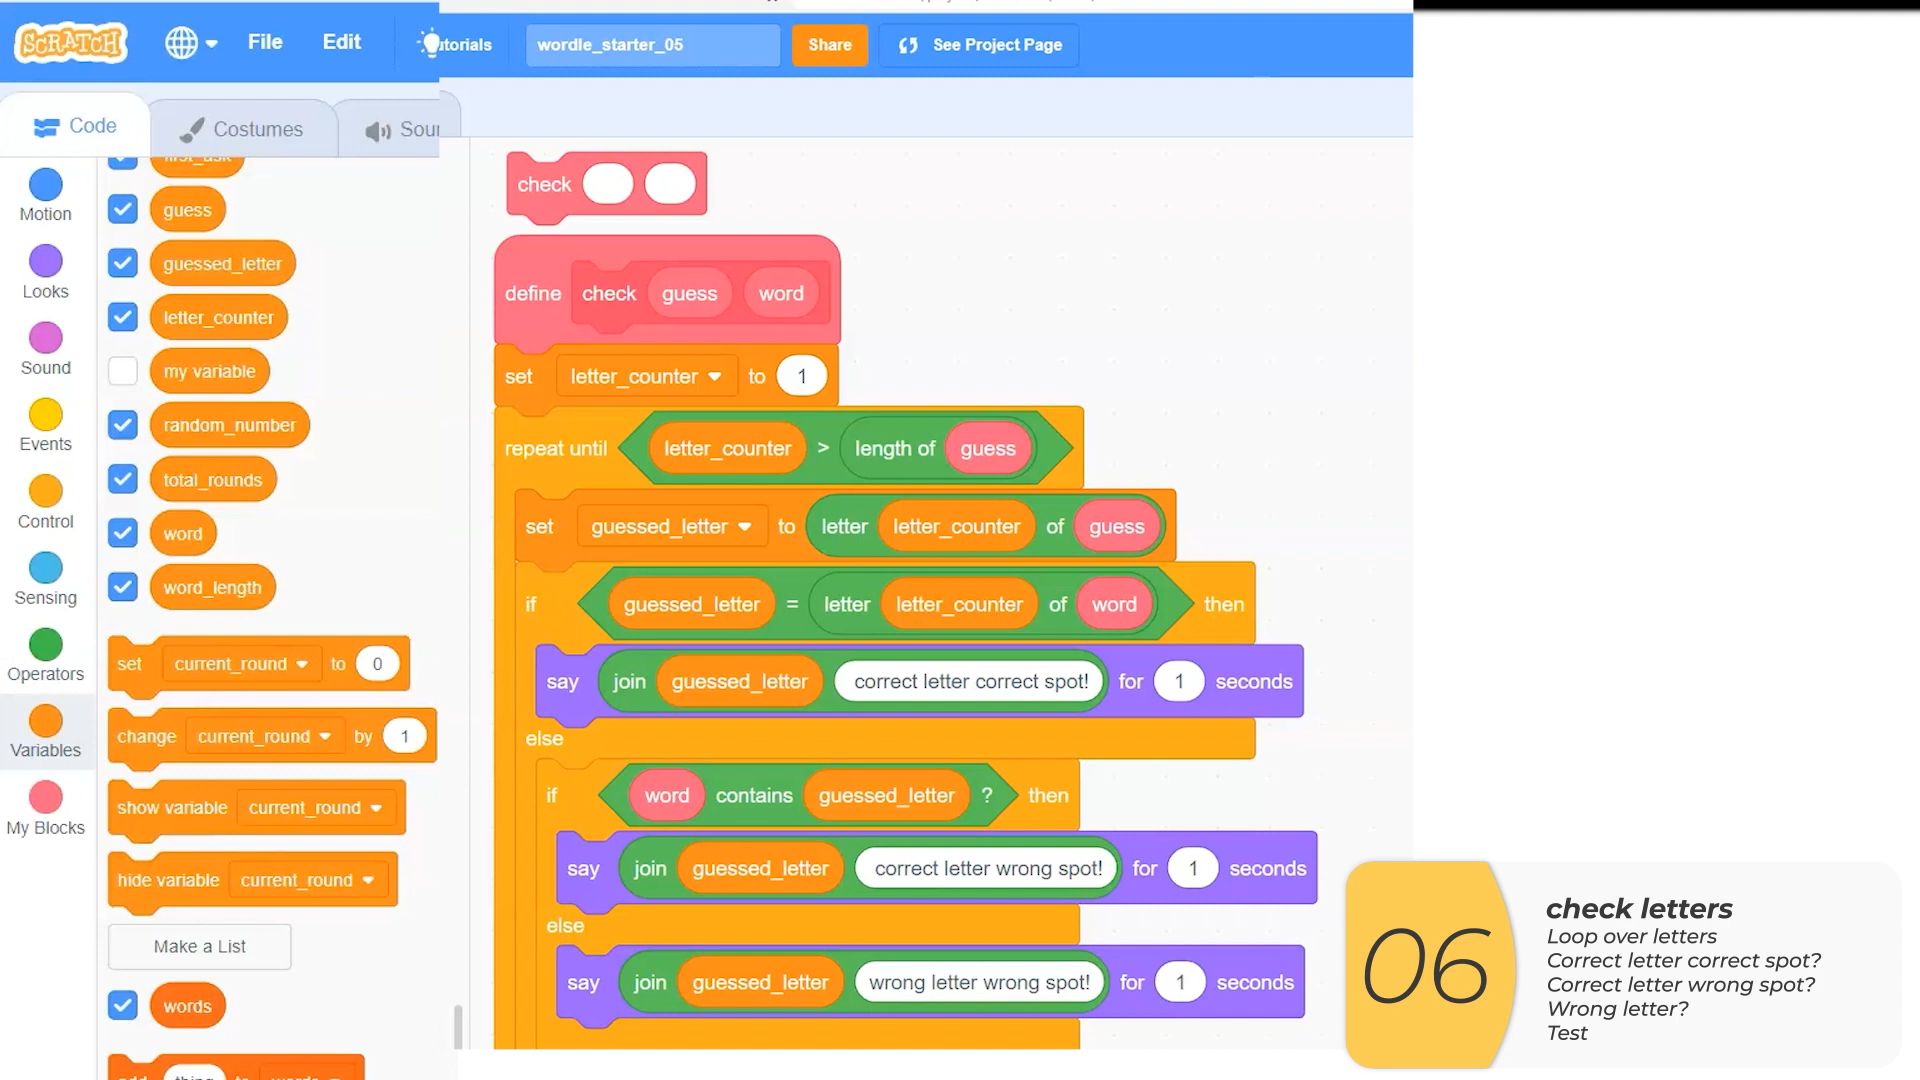 SCRATCH File Edit utorials wordle_starter_05 Share See Project Page
Code Costumes Sour
Motion
Looks
Sound
Events
Control
Sensing
Operators
Variables
My Blocks
first_ask
guess
guessed_letter
letter_counter
my variable
random_number
total_rounds
word
word_length
set current_round to 0
change current_round by 1
show variable current_round
hide variable current_round
Make a List
words
check
define check guess word
set letter_counter to 1
repeat until letter_counter > length of guess
set guessed_letter to letter letter_counter of guess
if guessed_letter = letter letter_counter of word then
say join guessed_letter correct letter correct spot! for 1 seconds
else
if word contains guessed_letter ? then
say join guessed_letter correct letter wrong spot! for 1 seconds
else
say join guessed_letter wrong letter wrong spot! for 1 seconds
06
check letters
Loop over letters
Correct letter correct spot?
Correct letter wrong spot?
Wrong letter?
Test